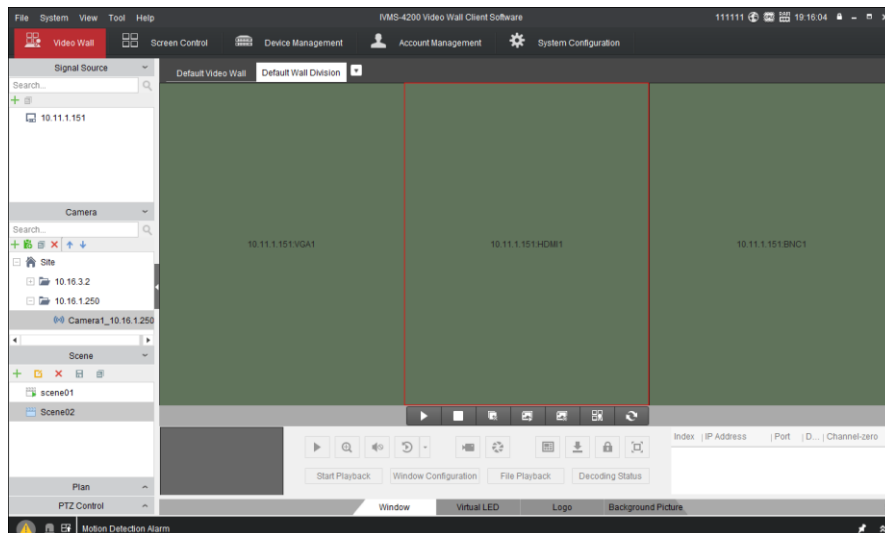 File System View Tool Help
IVMS-4200 Video Wall Client Software
111111 19:16:04
Video Wall
Screen Control
Device Management
Account Management
System Configuration
Signal Source
Default Video Wall
Default Wall Division
Search...
10.11.1.151
Camera
Search...
Site
10.16.3.2
10.16.1.250
Camera1_10.16.1.250
10.11.1.151:VGA1
10.11.1.151:HDMI1
10.11.1.151:BNC1
Scene
scene01
Scene02
Index IP Address Port D... Channel-zero
Start Playback
Window Configuration
File Playback
Decoding Status
Plan
PTZ Control
Window
Virtual LED
Logo
Background Picture
Motion Detection Alarm